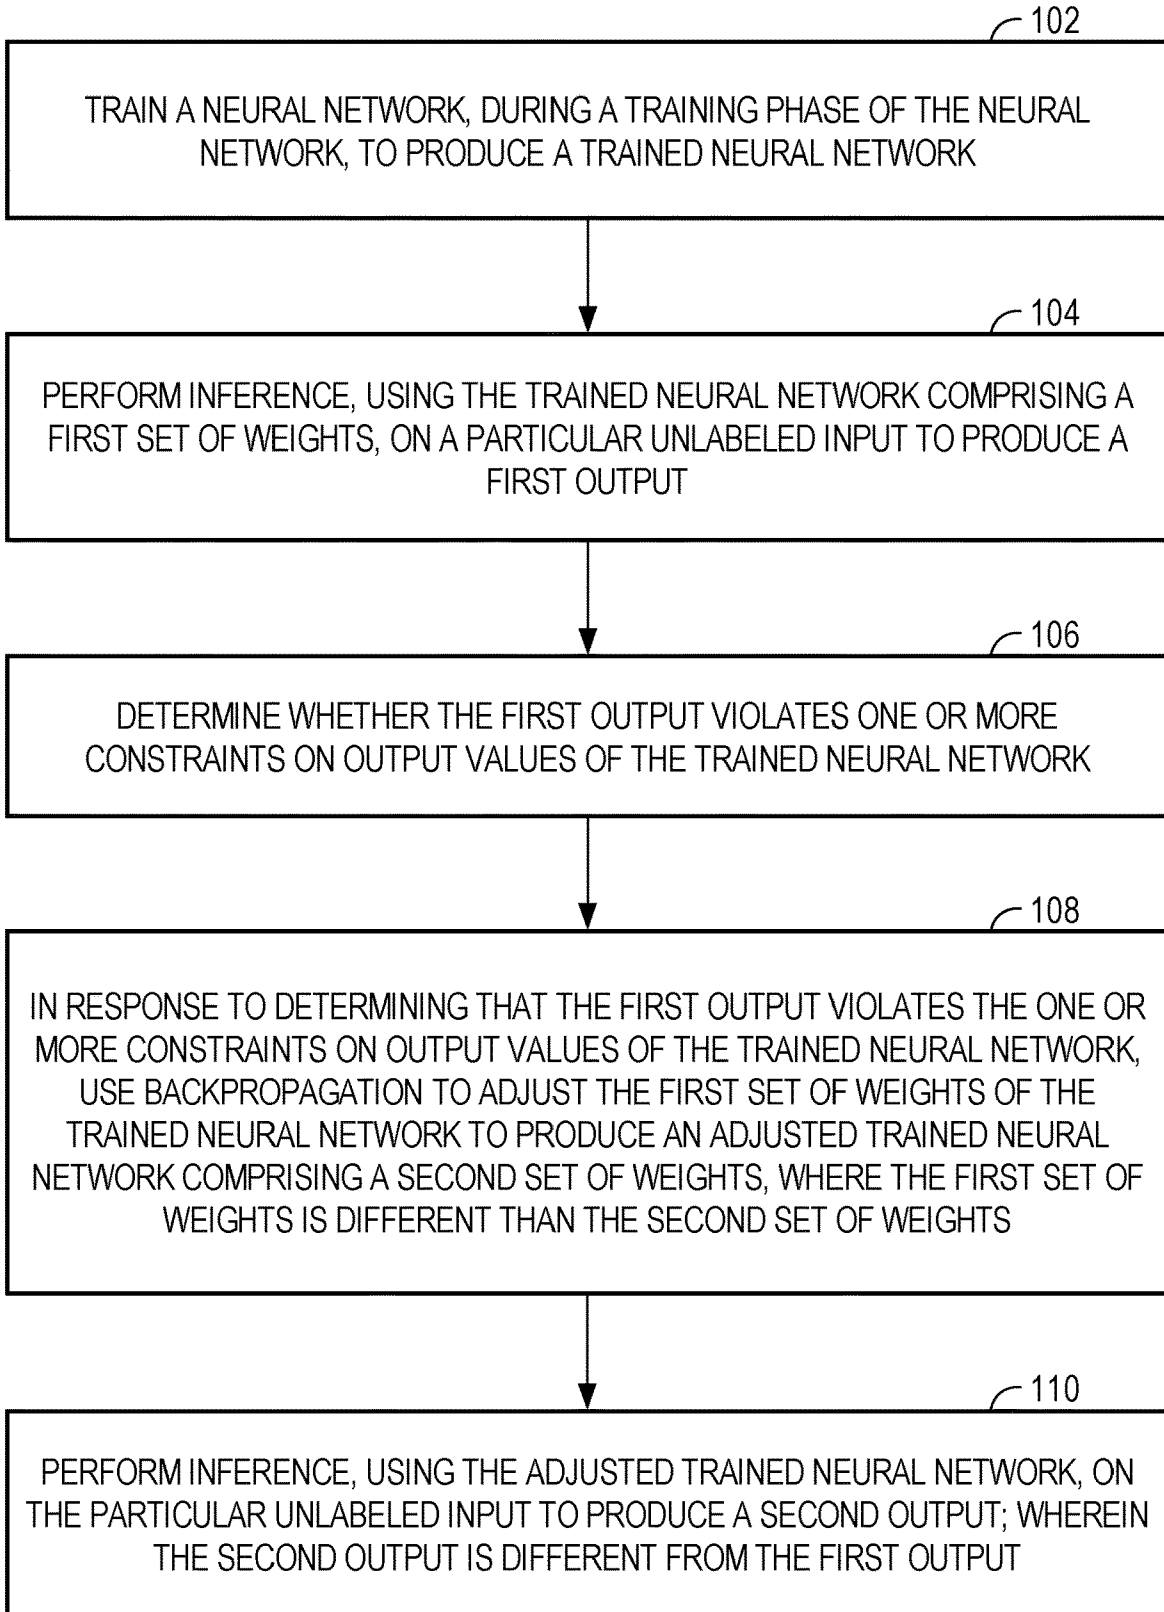 102
TRAIN A NEURAL NETWORK, DURING A TRAINING PHASE OF THE NEURAL
NETWORK, TO PRODUCE A TRAINED NEURAL NETWORK
104
PERFORM INFERENCE, USING THE TRAINED NEURAL NETWORK COMPRISING A
FIRST SET OF WEIGHTS, ON A PARTICULAR UNLABELED INPUT TO PRODUCE A
FIRST OUTPUT
106
DETERMINE WHETHER THE FIRST OUTPUT VIOLATES ONE OR MORE
CONSTRAINTS ON OUTPUT VALUES OF THE TRAINED NEURAL NETWORK
108
IN RESPONSE TO DETERMINING THAT THE FIRST OUTPUT VIOLATES THE ONE OR
MORE CONSTRAINTS ON OUTPUT VALUES OF THE TRAINED NEURAL NETWORK,
USE BACKPROPAGATION TO ADJUST THE FIRST SET OF WEIGHTS OF THE
TRAINED NEURAL NETWORK TO PRODUCE AN ADJUSTED TRAINED NEURAL
NETWORK COMPRISING A SECOND SET OF WEIGHTS, WHERE THE FIRST SET OF
WEIGHTS IS DIFFERENT THAN THE SECOND SET OF WEIGHTS
110
PERFORM INFERENCE, USING THE ADJUSTED TRAINED NEURAL NETWORK, ON
THE PARTICULAR UNLABELED INPUT TO PRODUCE A SECOND OUTPUT; WHEREIN
THE SECOND OUTPUT IS DIFFERENT FROM THE FIRST OUTPUT